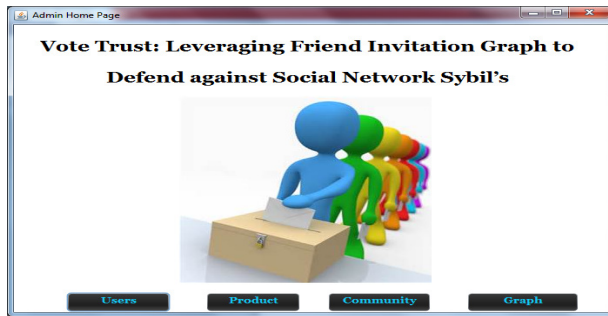 Admin Home Page
Vote Trust: Leveraging Friend Invitation Graph to
Defend against Social Network Sybil's
Users Product Community Graph